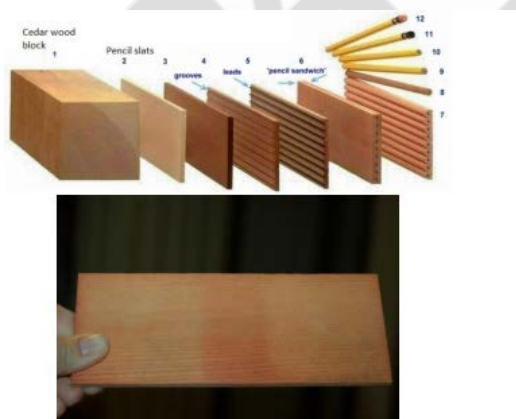 Cedar wood
block
1
Pencil slats
2
3
4
grooves
5
leads
6
'pencil sandwich'
12
11
10
9
8
7